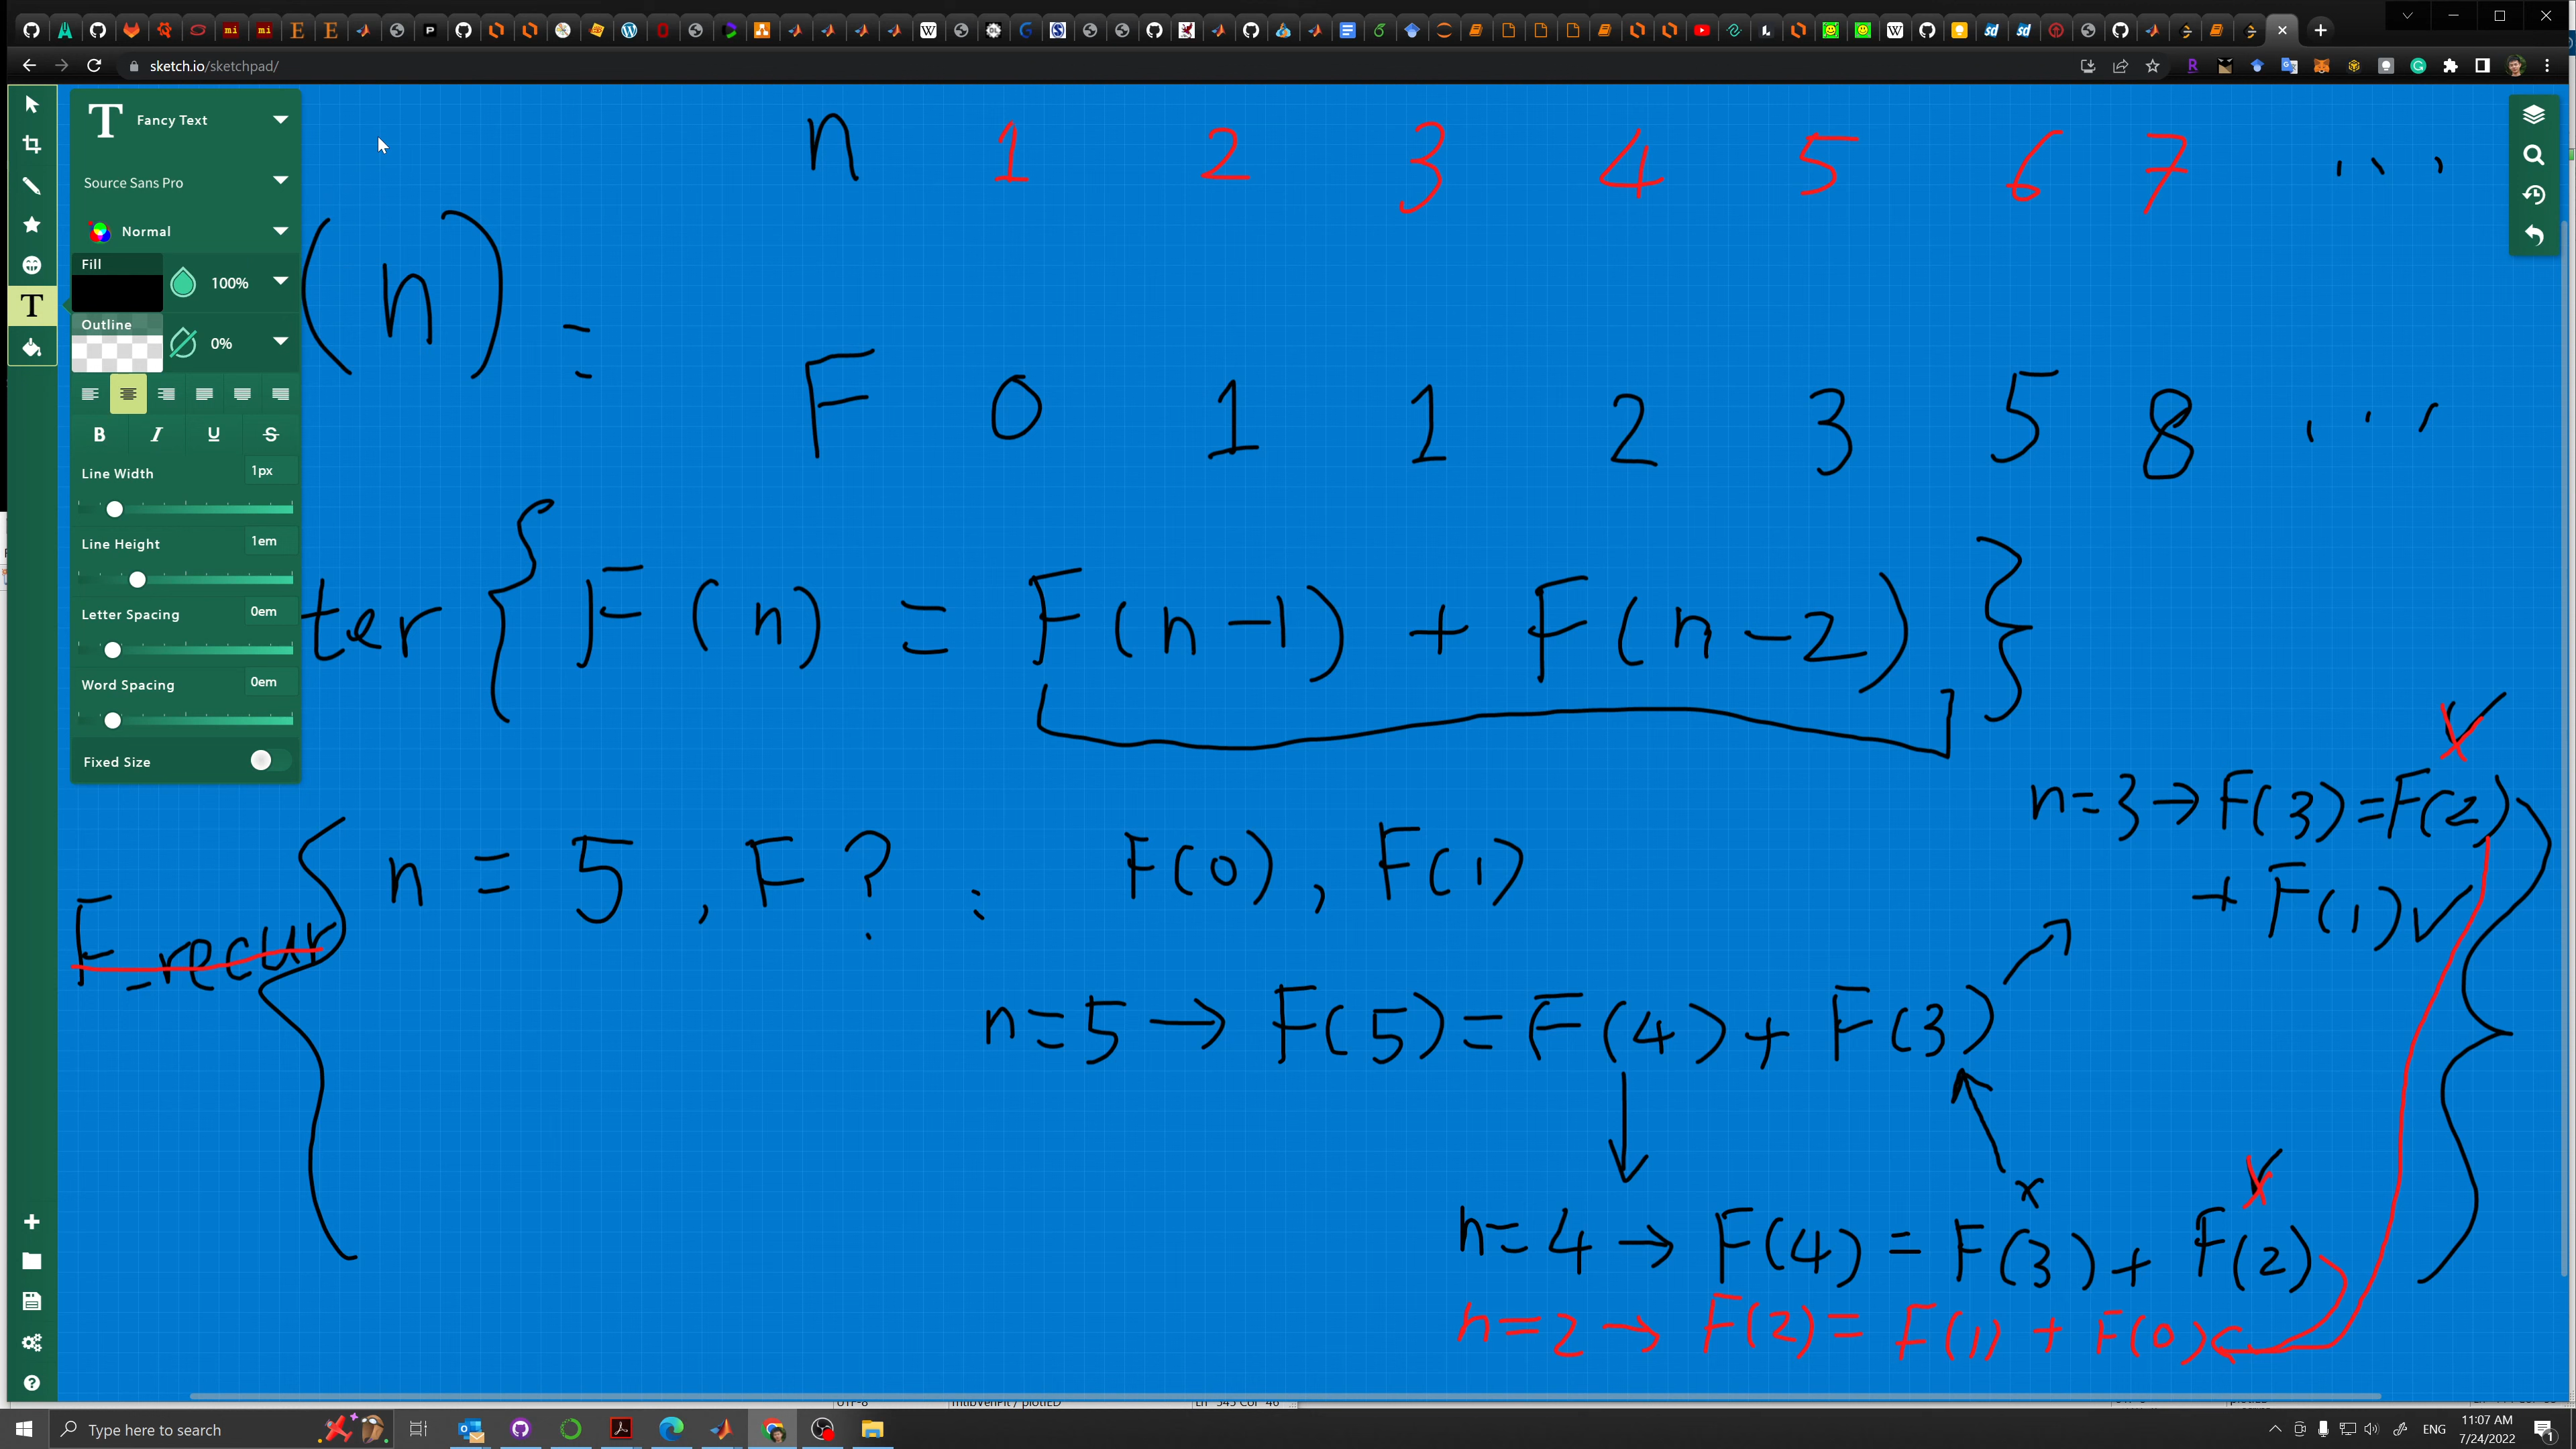 sketch.io/sketchpad/
Fancy Text
Source Sans Pro
Normal
Fill
100%
Outline
0%
B I U S
Line Width 1px
Line Height 1em
Letter Spacing 0em
Word Spacing 0em
Fixed Size
n 1 2 3 4 5 6 7 ...
(n) =
F 0 1 1 2 3 5 8 ...
ter { F(n) = F(n-1) + F(n-2) }
n=3 → F(3)=F(2)
+ F(1) ✓
n = 5 , F ? : F(0) , F(1)
F_recur
n=5 → F(5)=F(4)+F(3)
x
n=4 → F(4) = F(3) + F(2)
n=2 → F(2) = F(1) + F(0)
Type here to search
ENG
11:07 AM
7/24/2022